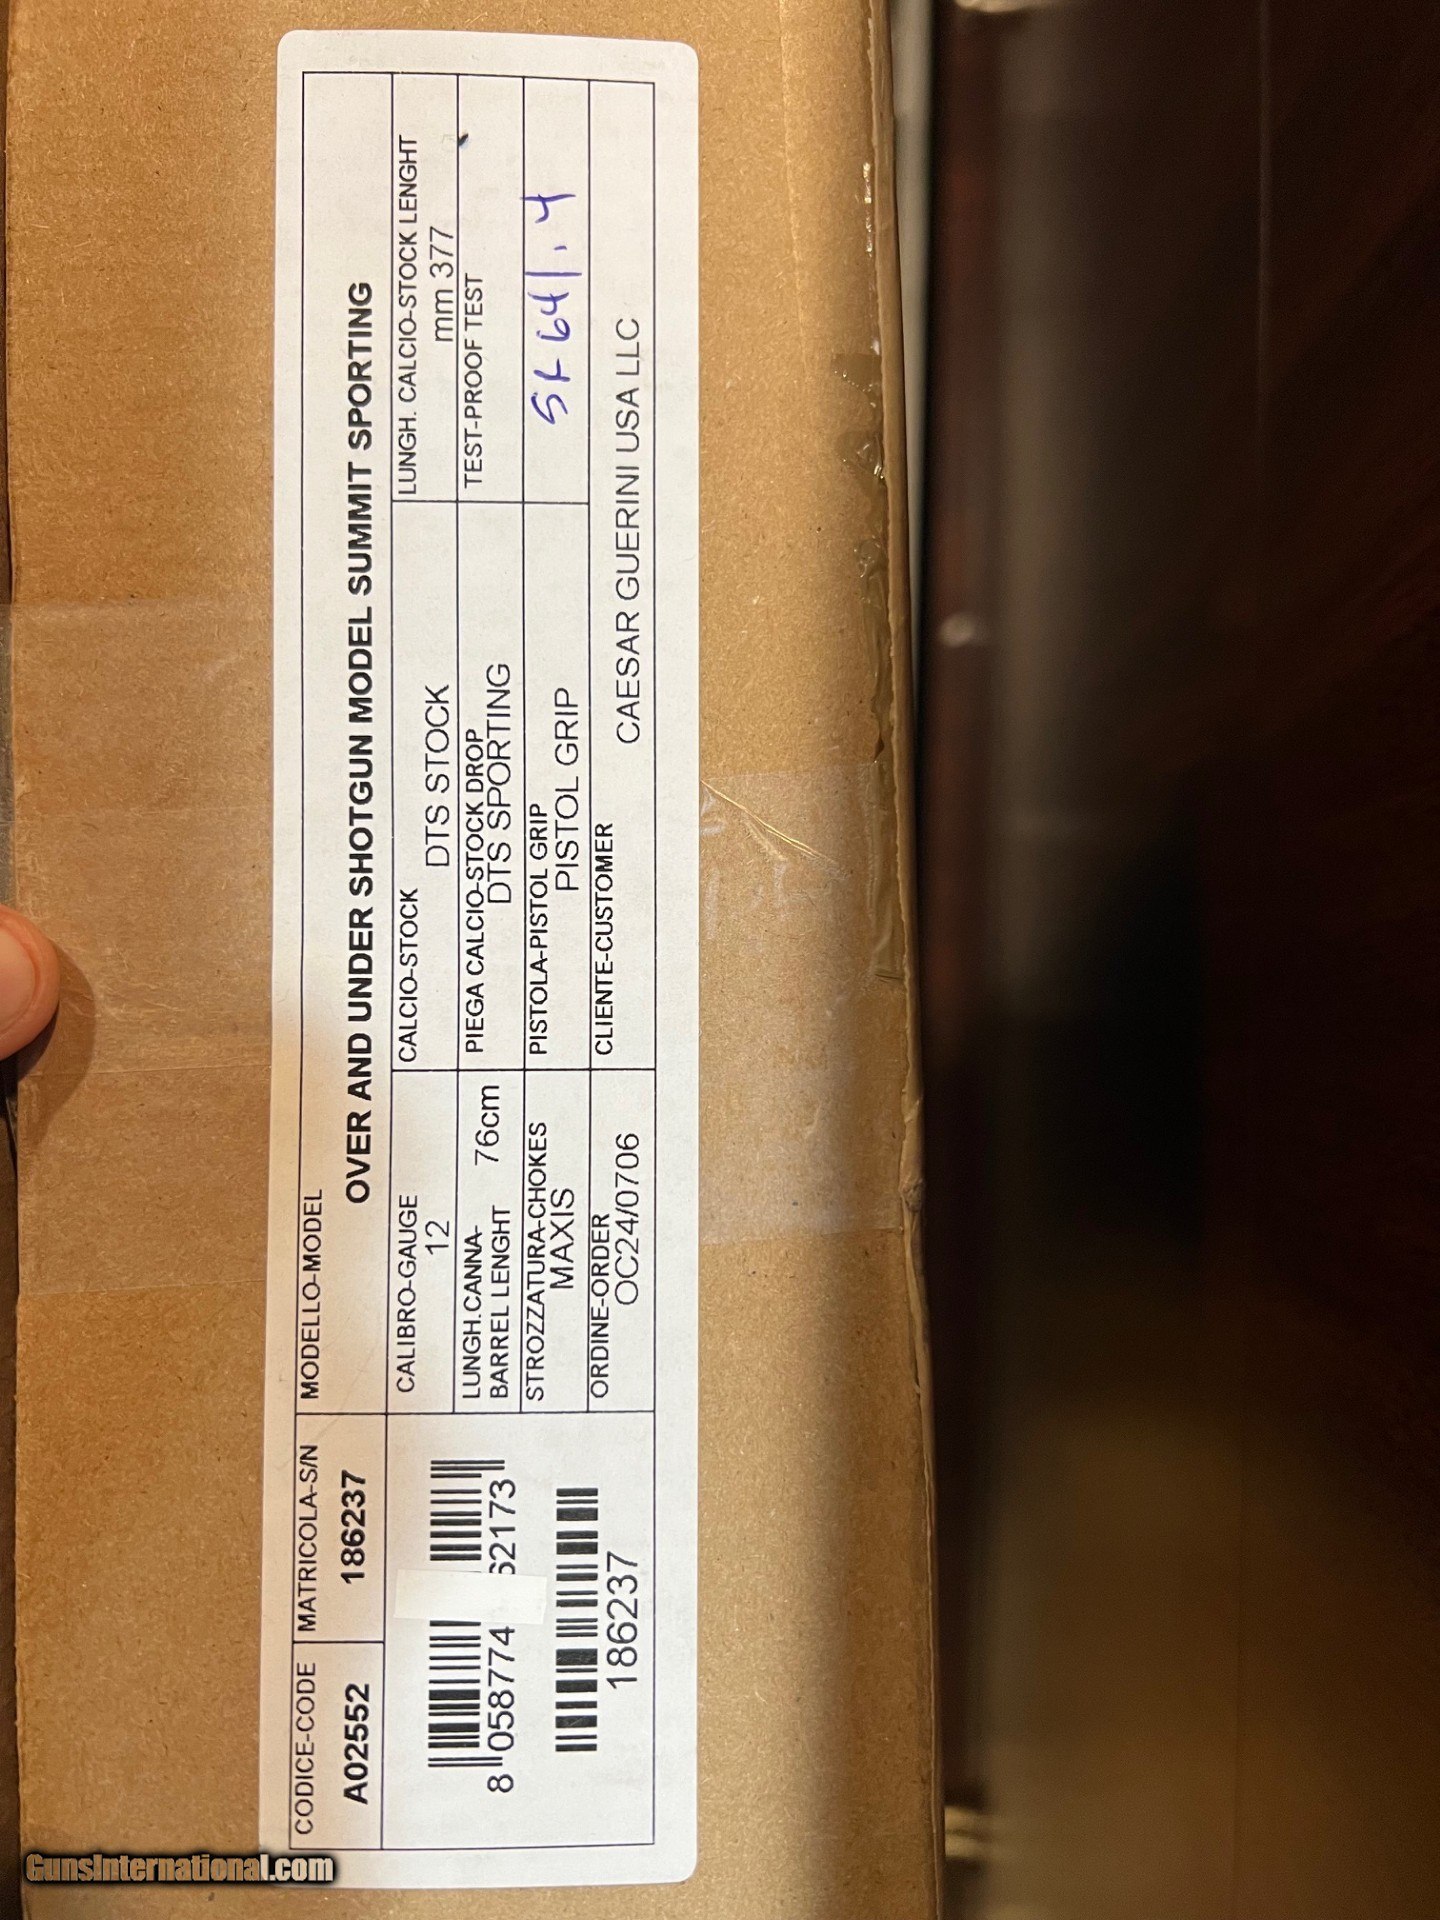 CODICE-CODE
A02552
MATRICOLA-S/N
186237
MODELLO-MODEL
OVER AND UNDER SHOTGUN MODEL SUMMIT SPORTING
8 058774 62173
186237
CALIBRO-GAUGE
12
CALCIO-STOCK
DTS STOCK
LUNGH. CALCIO-STOCK LENGHT
mm 377
LUNGH.CANNA-
BARREL LENGHT 76cm
PIEGA CALCIO-STOCK DROP
DTS SPORTING
TEST-PROOF TEST
STROZZATURA-CHOKES
MAXIS
PISTOLA-PISTOL GRIP
PISTOL GRIP
ORDINE-ORDER
OC24/0706
CLIENTE-CUSTOMER
CAESAR GUERINI USA LLC
GunsInternational.com